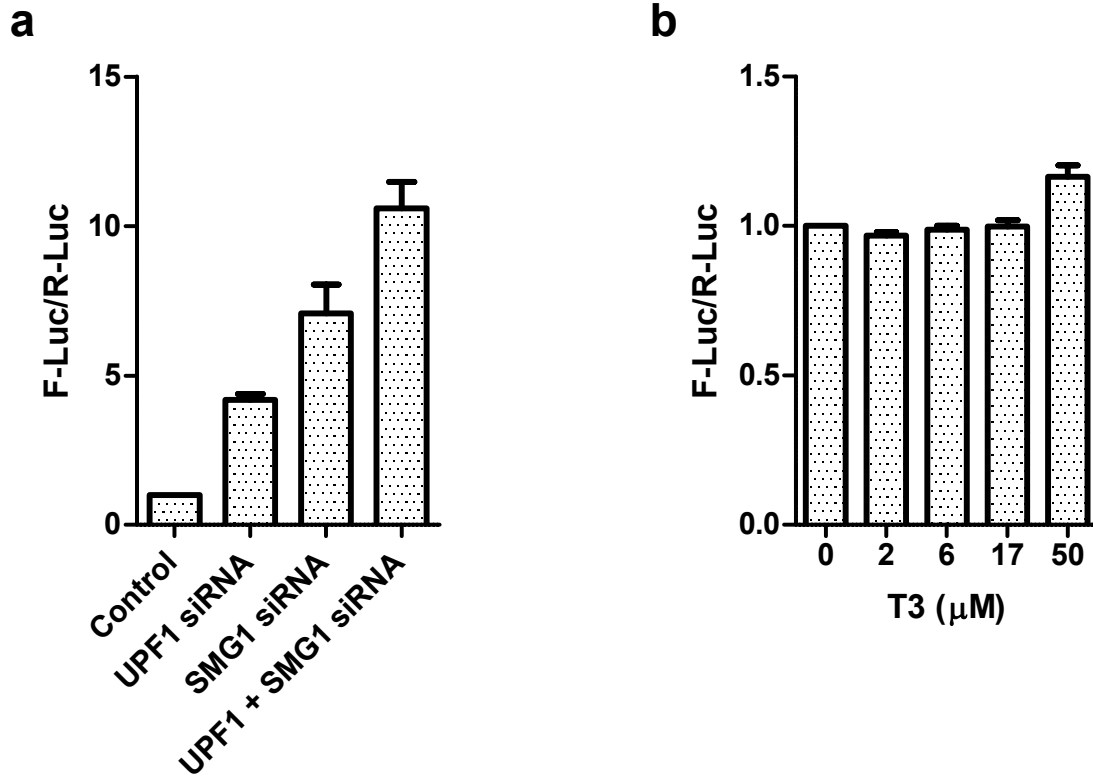 a
15
10
5
0
F-Luc/R-Luc
Control
UPF1 siRNA
SMG1 siRNA
UPF1 + SMG1 siRNA
b
1.5
1.0
0.5
0.0
F-Luc/R-Luc
0 2 6 17 50
T3 (μM)